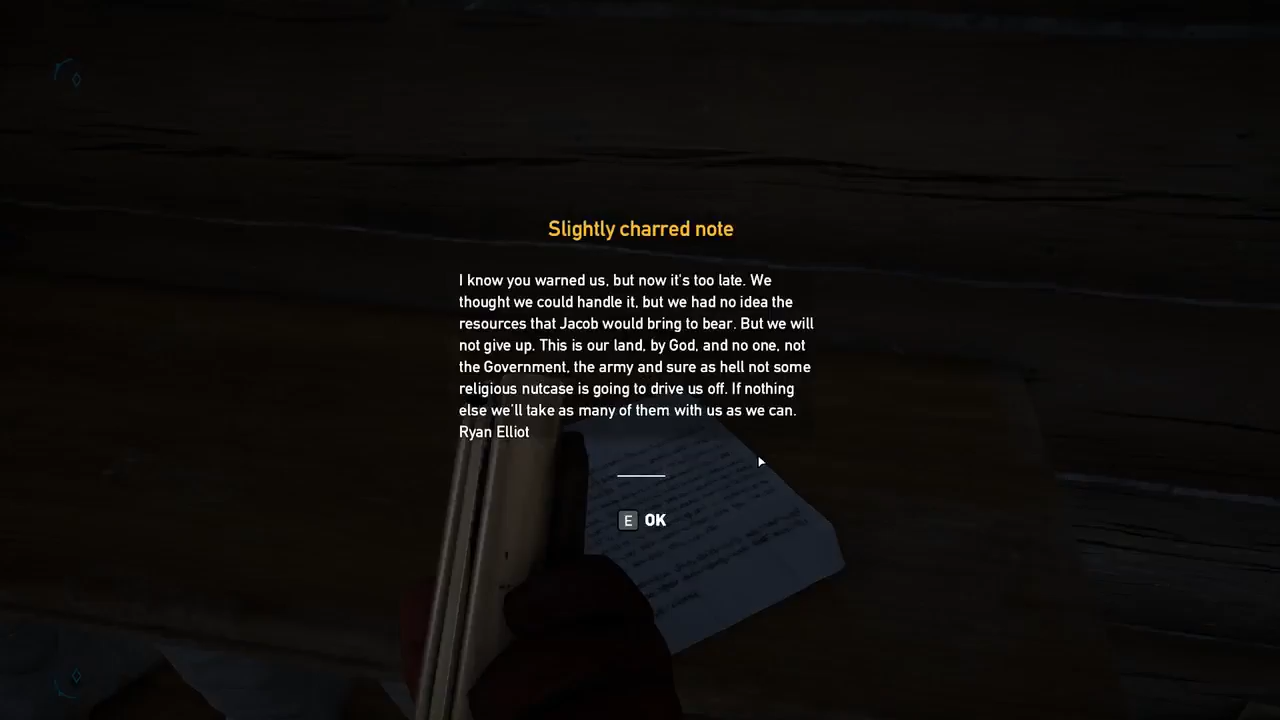 Slightly charred note
I know you warned us, but now it's too late. We
thought we could handle it, but we had no idea the
resources that Jacob would bring to bear. But we will
not give up. This is our land, by God, and no one, not
the Government, the army and sure as hell not some
religious nutcase is going to drive us off. If nothing
else we'll take as many of them with us as we can.
Ryan Elliot
E OK